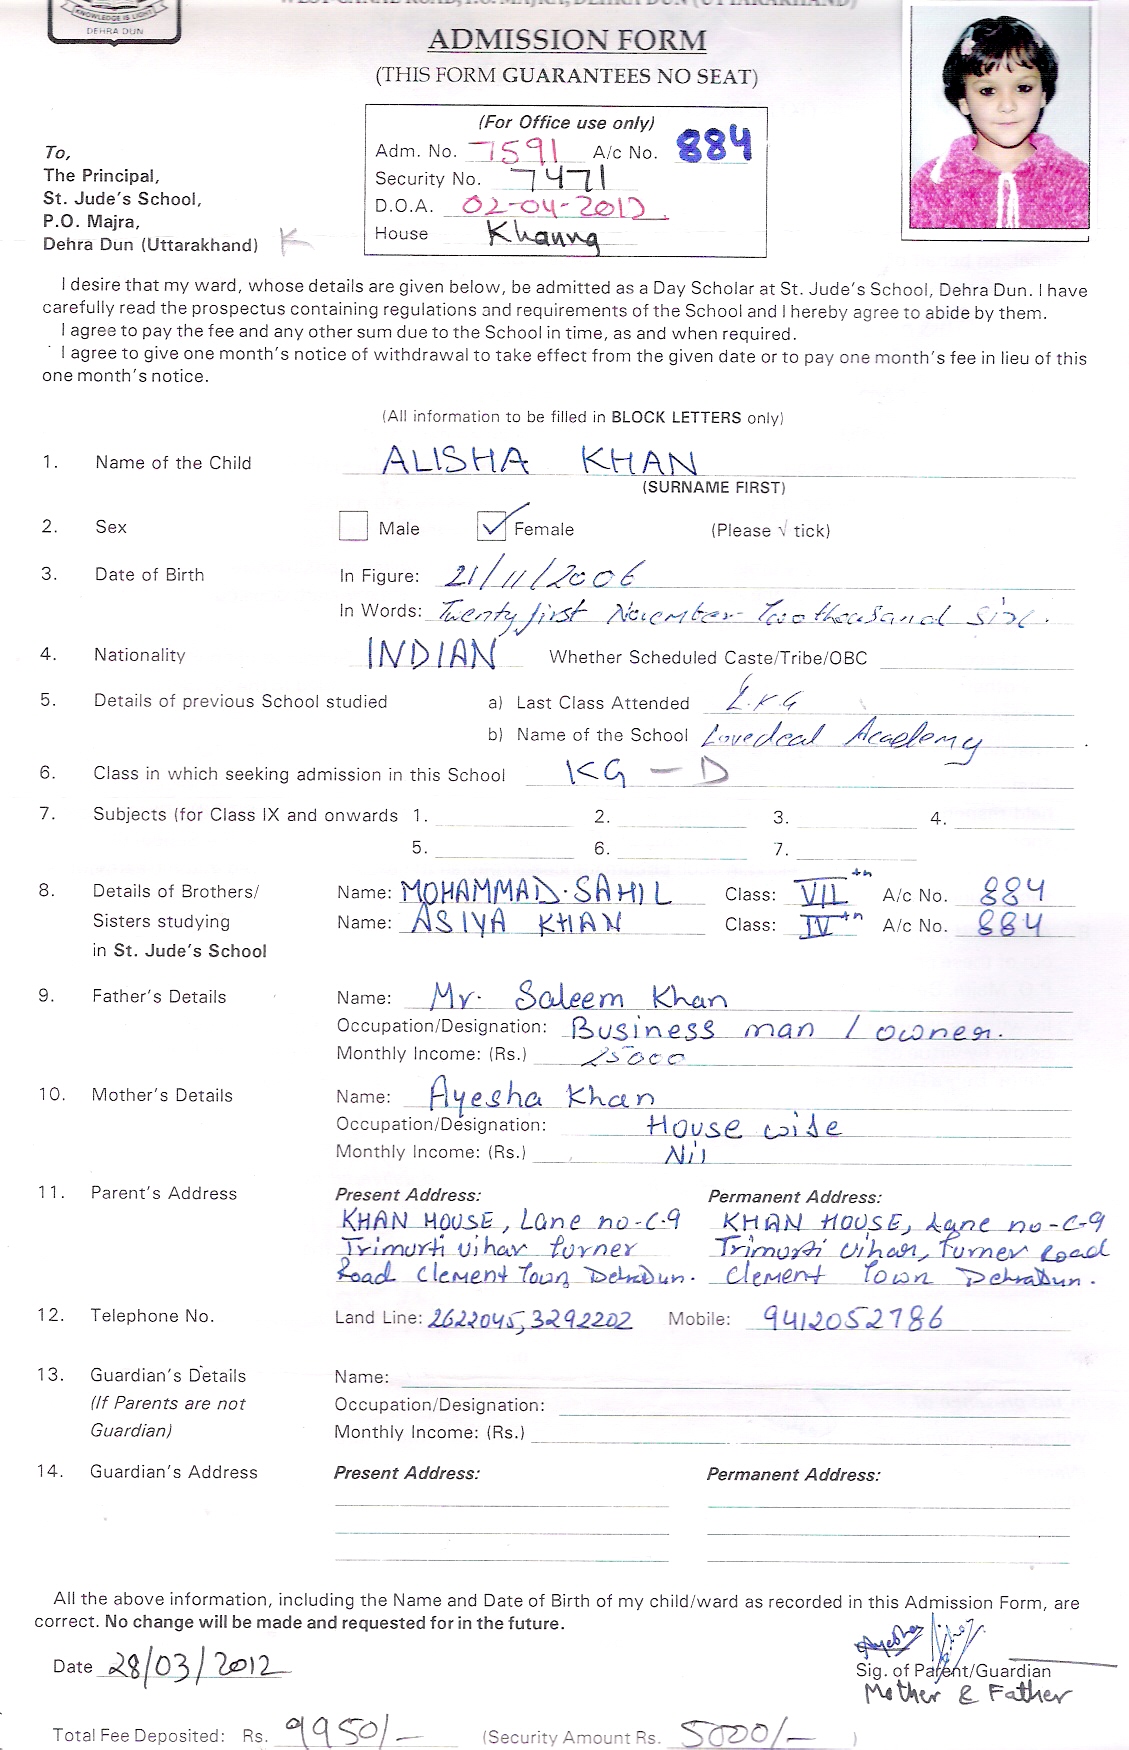 KNOWLEDGE IS LIGHT
DEHRA DUN
ADMISSION FORM
(THIS FORM GUARANTEES NO SEAT)
(For Office use only)
Adm. No. 7591 A/c No. 884
Security No. 7471
D.O.A. 02-04-2012
House Khanna
To,
The Principal,
St. Jude's School,
P.O. Majra,
Dehra Dun (Uttarakhand) K
I desire that my ward, whose details are given below, be admitted as a Day Scholar at St. Jude's School, Dehra Dun. I have
carefully read the prospectus containing regulations and requirements of the School and I hereby agree to abide by them.
I agree to pay the fee and any other sum due to the School in time, as and when required.
I agree to give one month's notice of withdrawal to take effect from the given date or to pay one month's fee in lieu of this
one month's notice.
(All information to be filled in BLOCK LETTERS only)
1. Name of the Child ALISHA KHAN
(SURNAME FIRST)
2. Sex Male ✓ Female (Please √ tick)
3. Date of Birth In Figure: 21/11/2006
In Words: Twenty first November Two thousand six.
4. Nationality INDIAN Whether Scheduled Caste/Tribe/OBC
5. Details of previous School studied a) Last Class Attended L.K.G
b) Name of the School Lovedeal Academy
6. Class in which seeking admission in this School KG - D
7. Subjects (for Class IX and onwards 1. 2. 3. 4.
5. 6. 7.
8. Details of Brothers/ Name: MOHAMMAD. SAHIL Class: VII th A/c No. 884
Sisters studying Name: ASIYA KHAN Class: IV th A/c No. 884
in St. Jude's School
9. Father's Details Name: Mr. Saleem Khan
Occupation/Designation: Business man / owner.
Monthly Income: (Rs.) 25000
10. Mother's Details Name: Ayesha Khan
Occupation/Designation: House wife
Monthly Income: (Rs.) Nil
11. Parent's Address Present Address: Permanent Address:
KHAN HOUSE, Lane no-C-9 KHAN HOUSE, Lane no-C-9
Trimurti vihar turner Trimurti vihar, Turner Road
Road Clement Town DehraDun. Clement Town DehraDun.
12. Telephone No. Land Line: 2622045, 3292202 Mobile: 9412052786
13. Guardian's Details Name:
(If Parents are not Occupation/Designation:
Guardian) Monthly Income: (Rs.)
14. Guardian's Address Present Address: Permanent Address:
All the above information, including the Name and Date of Birth of my child/ward as recorded in this Admission Form, are
correct. No change will be made and requested for in the future.
Ayesha
Date 28/03/2012 Sig. of Parent/Guardian
Mother & Father
Total Fee Deposited: Rs. 9950/- (Security Amount Rs. 5000/- )